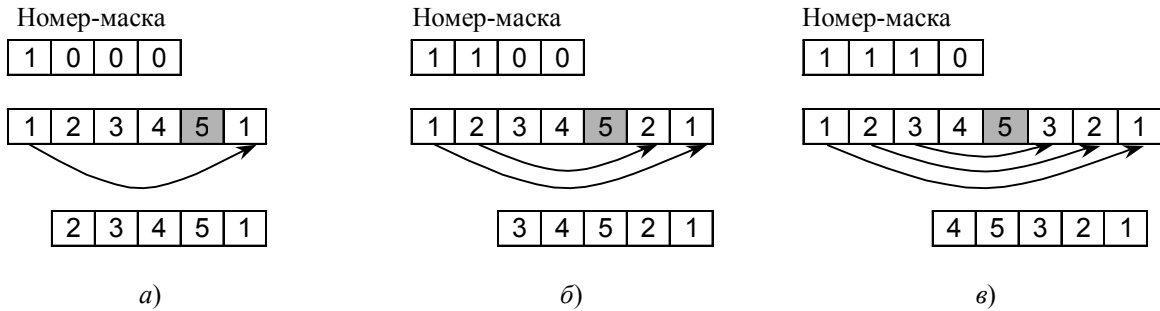 Номер-маска
1 0 0 0
1 2 3 4 5 1
2 3 4 5 1
а)
Номер-маска
1 1 0 0
1 2 3 4 5 2 1
3 4 5 2 1
б)
Номер-маска
1 1 1 0
1 2 3 4 5 3 2 1
4 5 3 2 1
в)